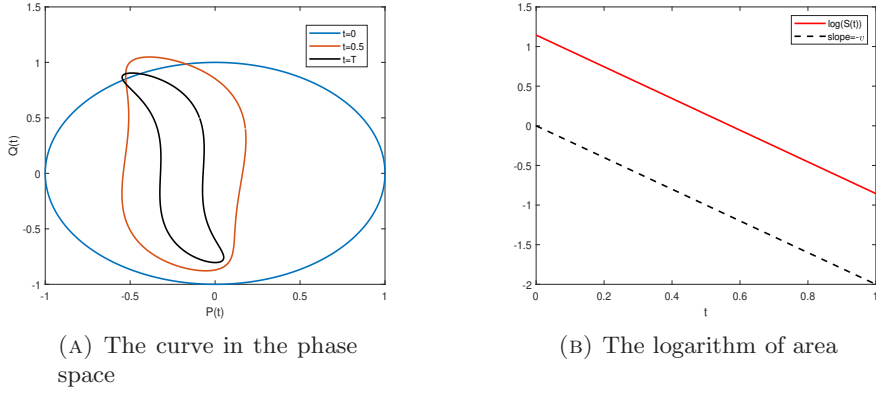 1.5
1
0.5
0
-0.5
-1
-1
-0.5
0
0.5
1
Q(t)
P(t)
t=0
t=0.5
t=T
(A) The curve in the phase
space
1.5
1
0.5
0
-0.5
-1
-1.5
-2
0
0.2
0.4
0.6
0.8
1
t
log(S(t))
slope=-υ
(B) The logarithm of area